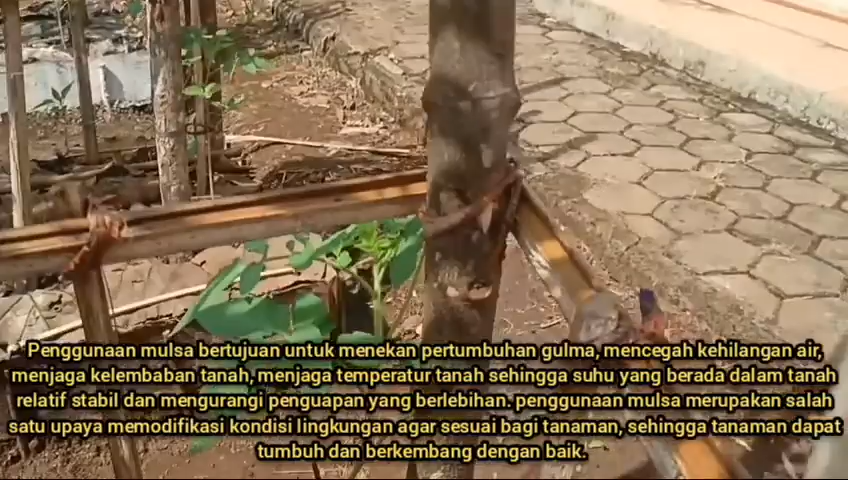 Penggunaan mulsa bertujuan untuk menekan pertumbuhan gulma, mencegah kehilangan air,
menjaga kelembaban tanah, menjaga temperatur tanah sehingga suhu yang berada dalam tanah
relatif stabil dan mengurangi penguapan yang berlebihan. penggunaan mulsa merupakan salah
satu upaya memodifikasi kondisi lingkungan agar sesuai bagi tanaman, sehingga tanaman dapat
tumbuh dan berkembang dengan baik.